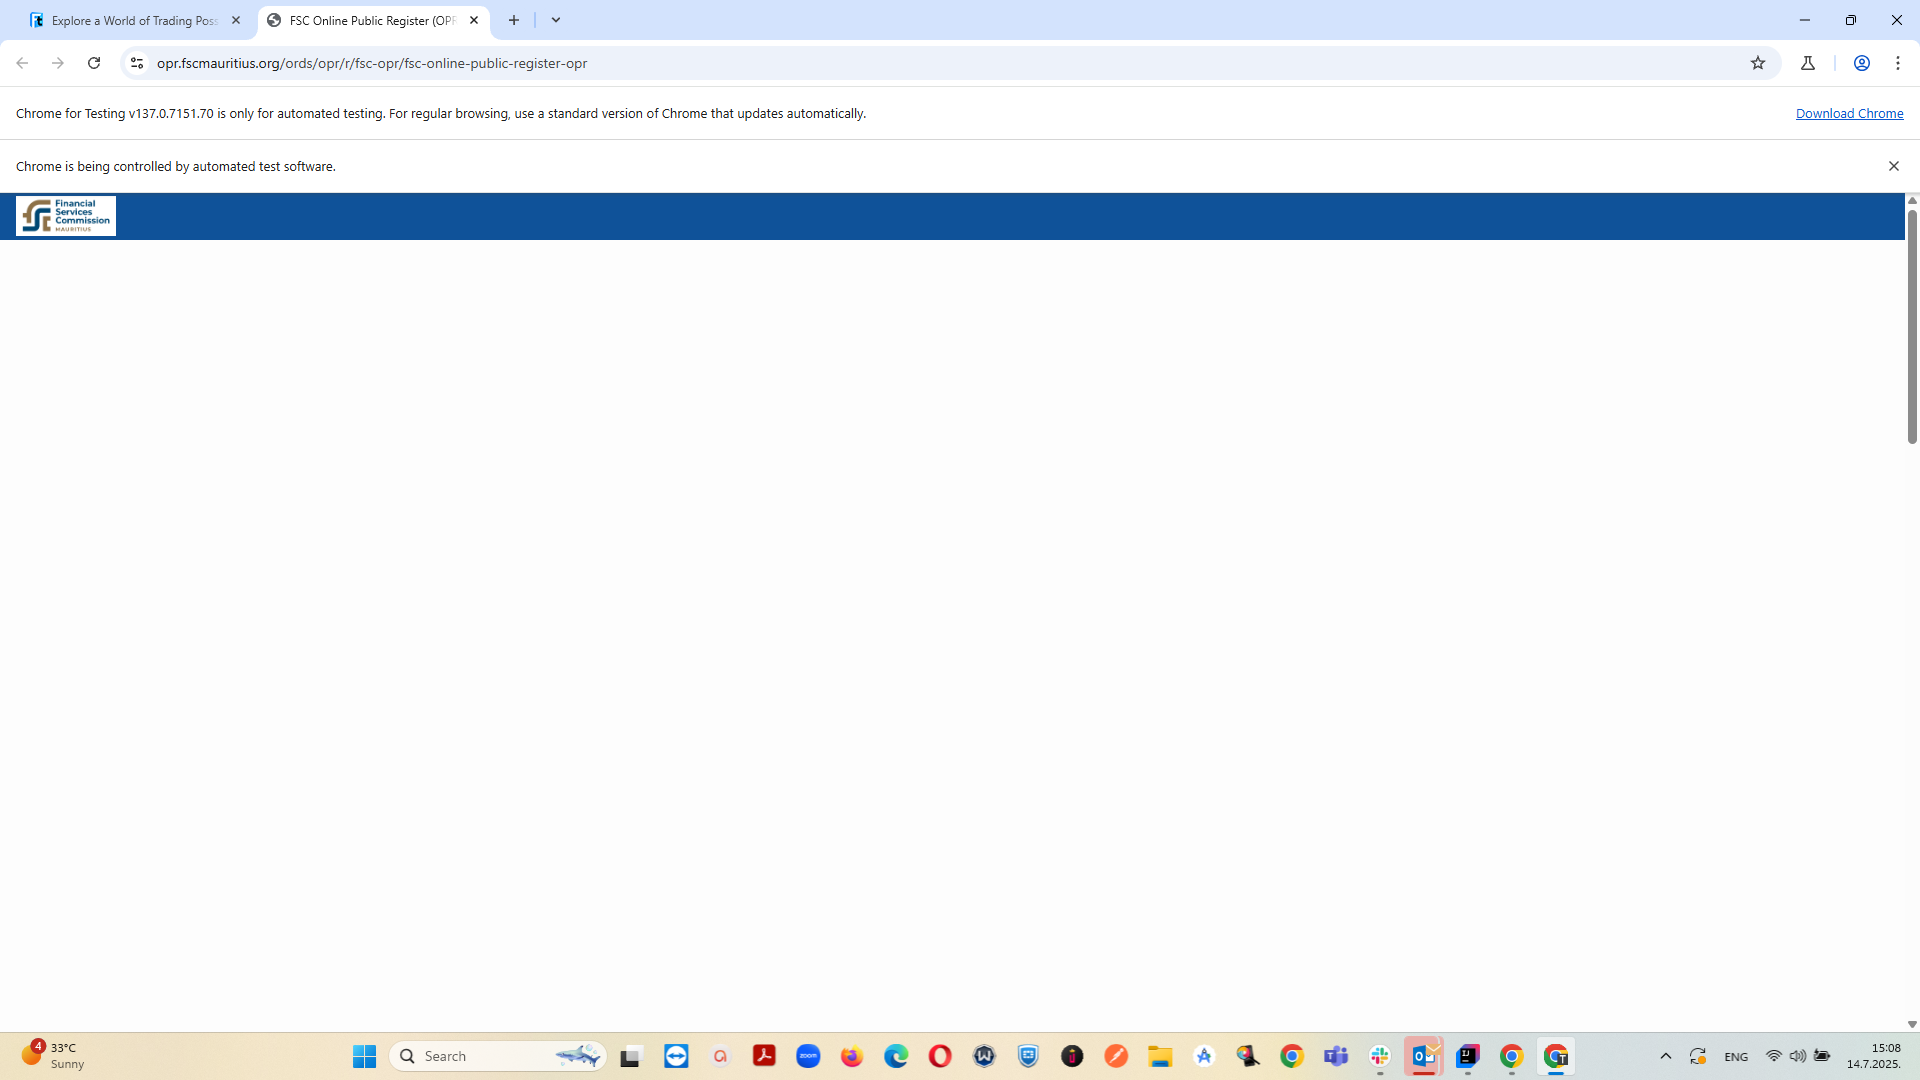 Explore a World of Trading Poss
FSC Online Public Register (OPR
opr.fscmauritius.org/ords/opr/r/fsc-opr/fsc-online-public-register-opr
Chrome for Testing v137.0.7151.70 is only for automated testing. For regular browsing, use a standard version of Chrome that updates automatically.
Download Chrome
Chrome is being controlled by automated test software.
Financial
Services
Commission
MAURITIUS
4
33°C
Sunny
Search
zoom
ENG
15:08
14.7.2025.